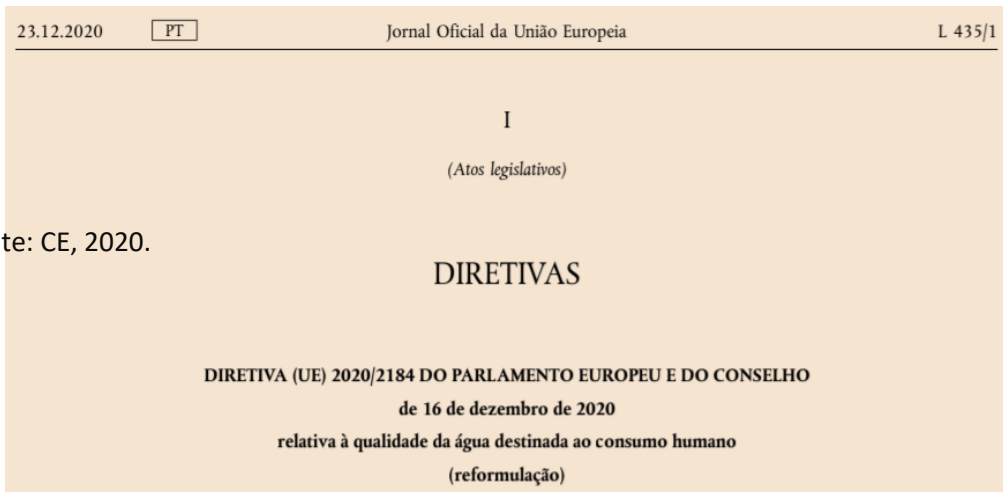 23.12.2020 PT Jornal Oficial da União Europeia L 435/1
I
(Atos legislativos)
te: CE, 2020.
DIRETIVAS
DIRETIVA (UE) 2020/2184 DO PARLAMENTO EUROPEU E DO CONSELHO
de 16 de dezembro de 2020
relativa à qualidade da água destinada ao consumo humano
(reformulação)